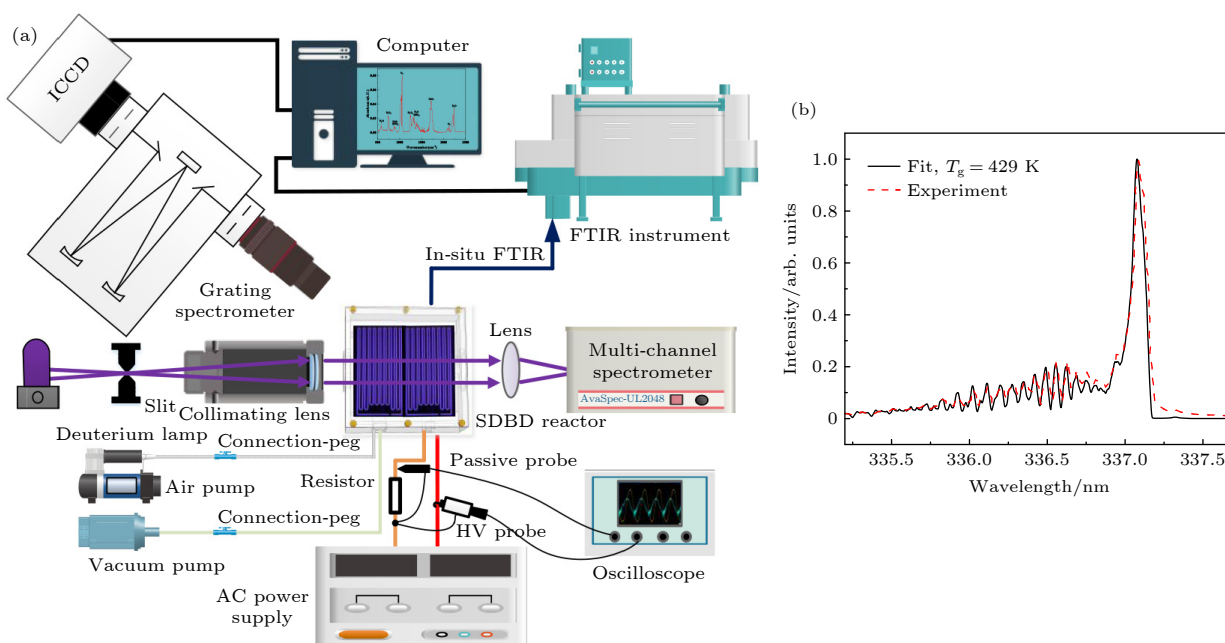 (a)
ICCD
Computer
Grating
spectrometer
In-situ FTIR
FTIR instrument
Slit
Collimating lens
Deuterium lamp
Lens
SDBD reactor
Multi-channel
spectrometer
AvaSpec-UL2048
Connection-peg
Air pump
Connection-peg
Vacuum pump
Resistor
Passive probe
HV probe
Oscilloscope
AC power
supply
(b)
Fit, Tg = 429 K
Experiment
Intensity/arb. units
1.0
0.8
0.6
0.4
0.2
0
335.5
336.0
336.5
337.0
337.5
Wavelength/nm